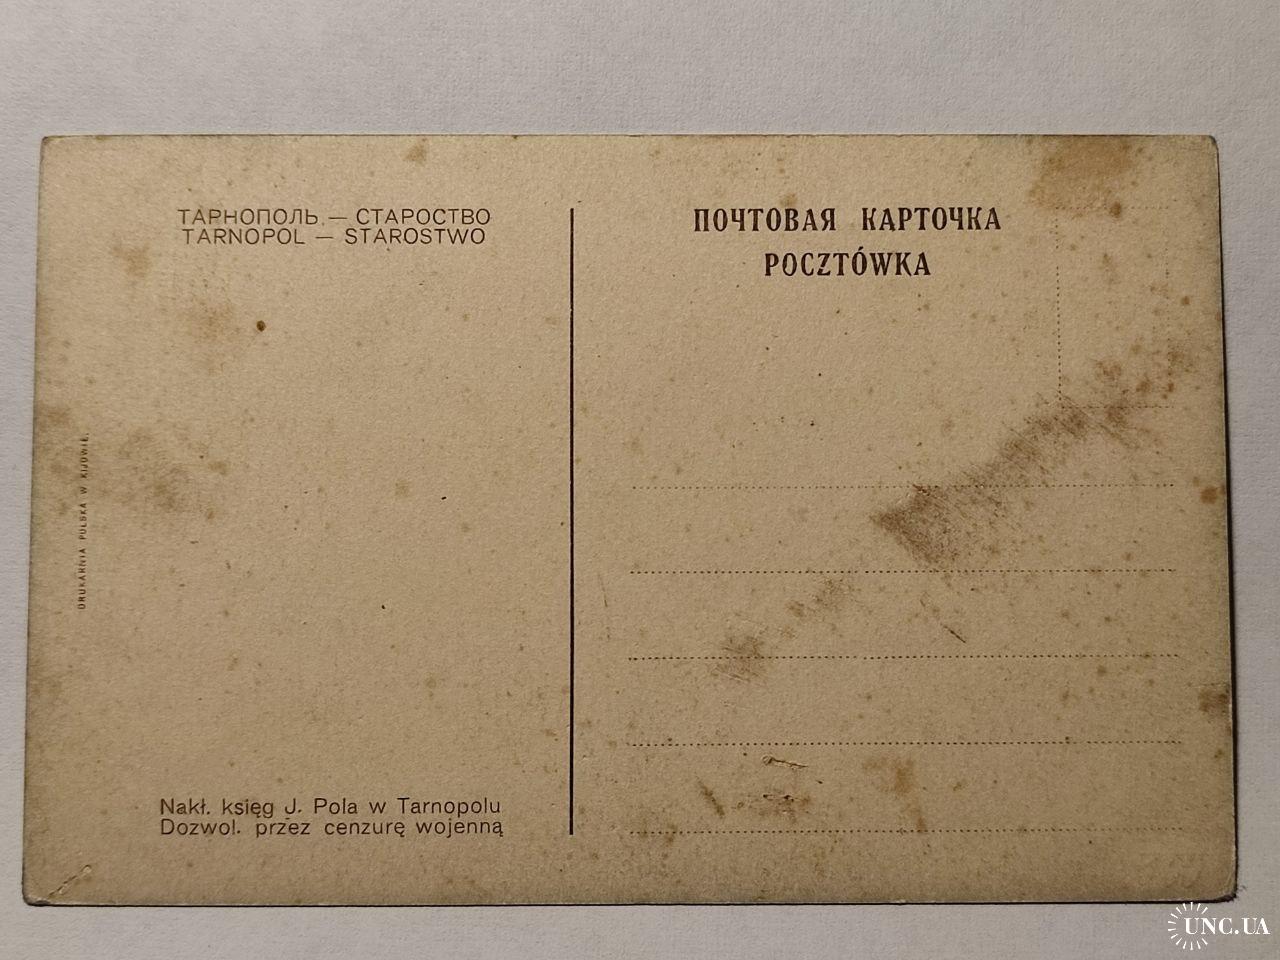 ТАРНОПОЛЬ — СТАРОСТВО
TARNOPOL — STAROSTWO
ПОЧТОВАЯ КАРТОЧКА
POCZTÓWKA
DRUKARNIA POLSKA W KIJOWIE.
Nakł. księg J. Pola w Tarnopolu
Dozwol. przez cenzurę wojenną
UNC.UA